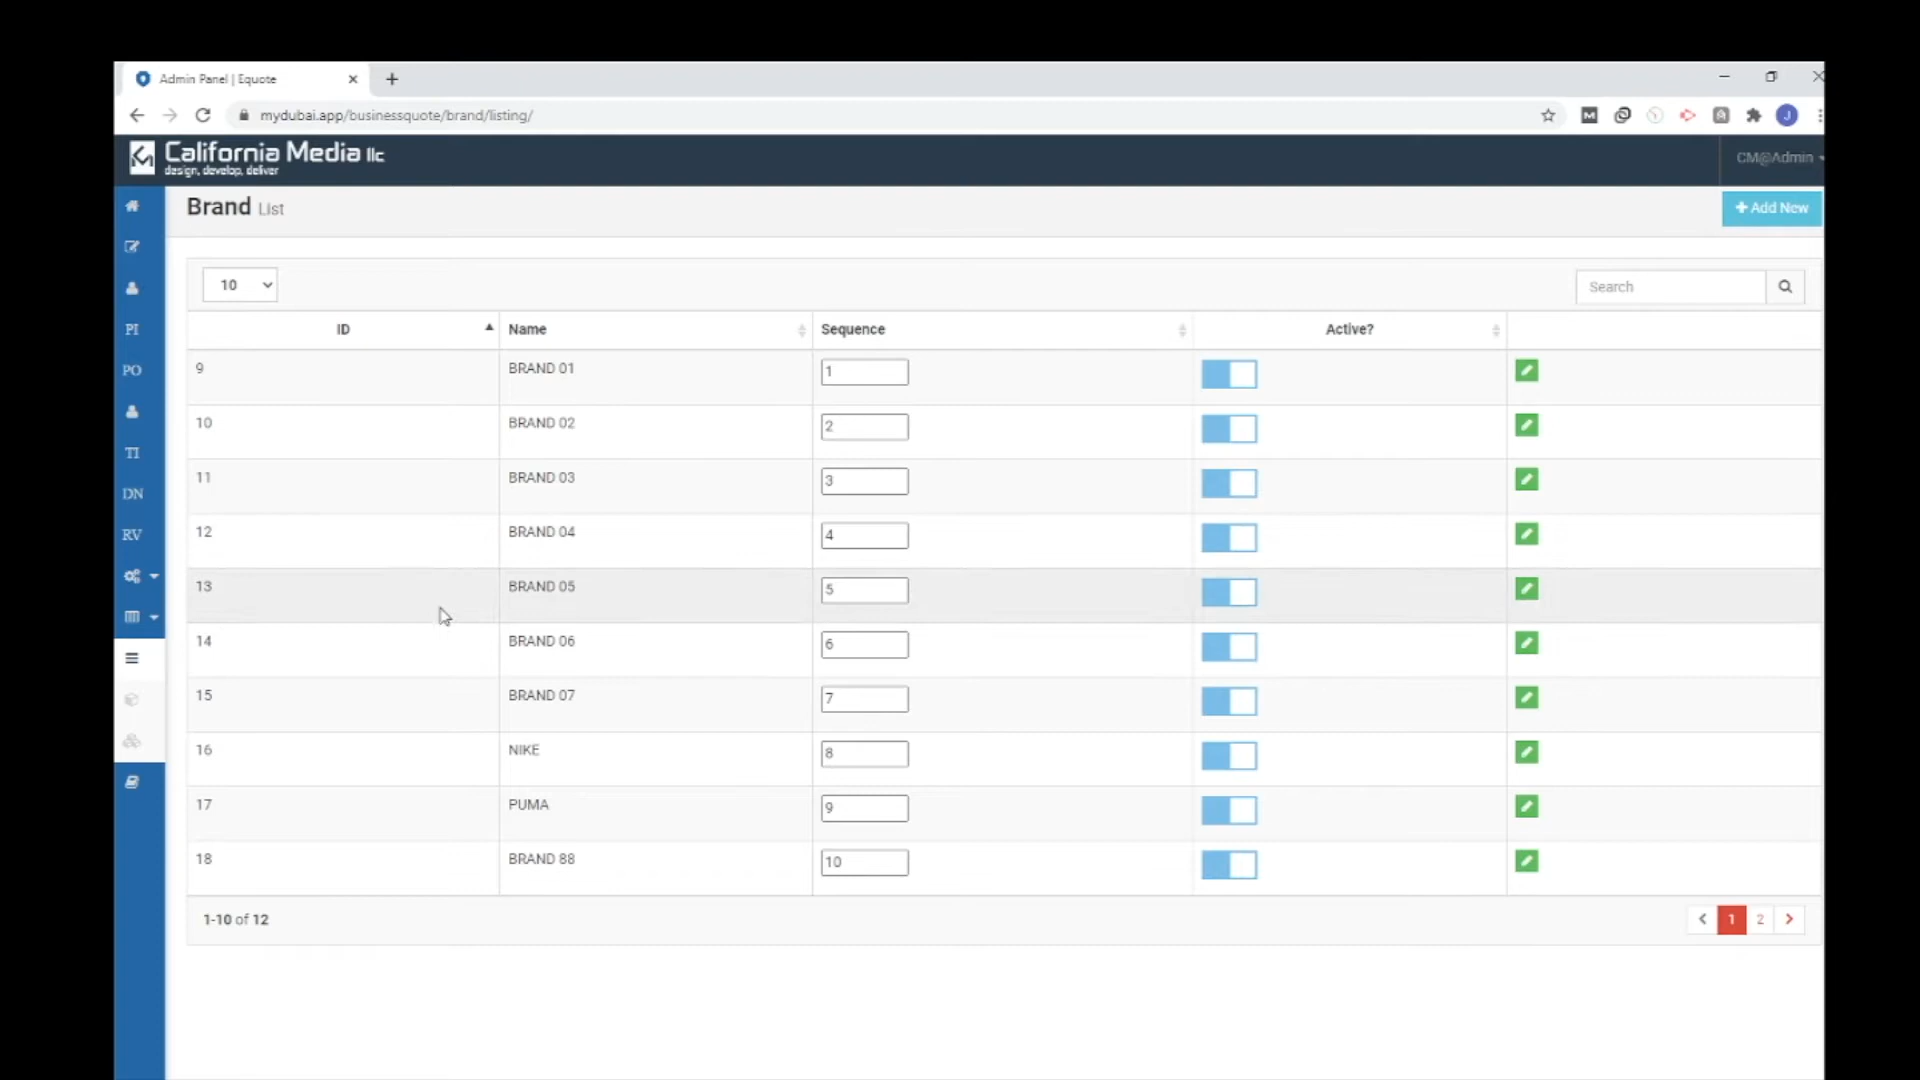 Admin Panel | Equote
mydubai.app/businessquote/brand/listing/
M
J
California Media llc
design, develop, deliver
CM@Admin
Brand List
Add New
10
Search
ID Name Sequence Active?
9 BRAND 01 1
10 BRAND 02 2
11 BRAND 03 3
12 BRAND 04 4
13 BRAND 05 5
14 BRAND 06 6
15 BRAND 07 7
16 NIKE 8
17 PUMA 9
18 BRAND 88 10
1-10 of 12
1 2
PI
PO
TI
DN
RV